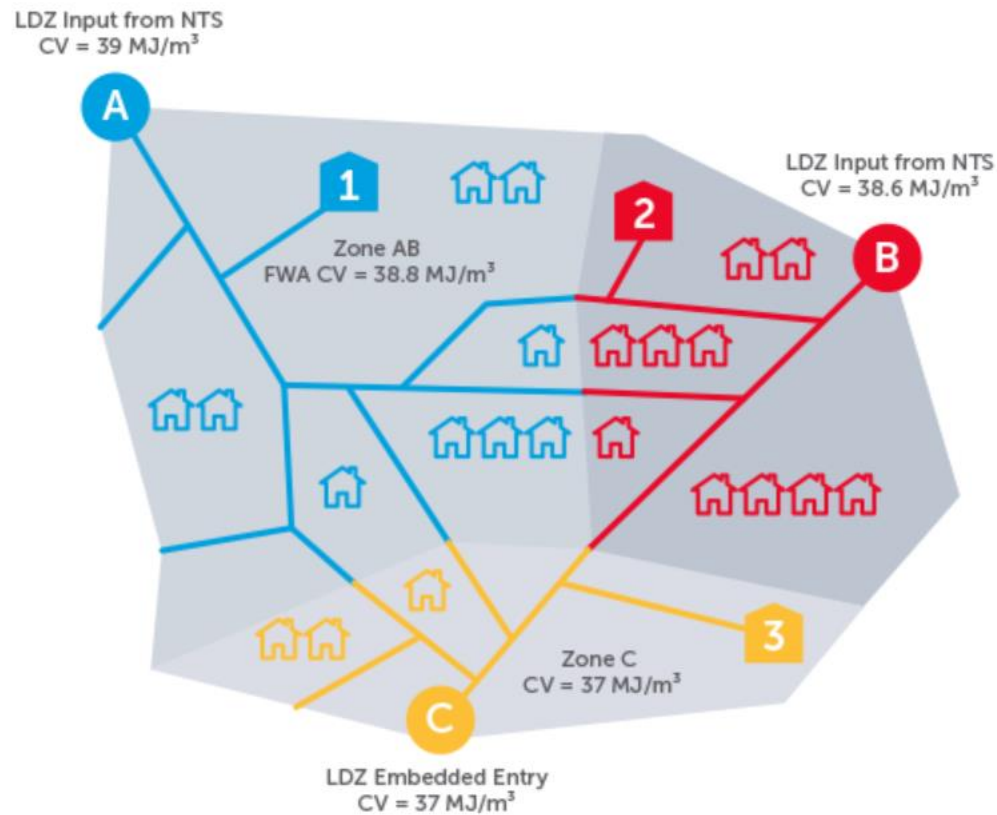 LDZ Input from NTS
CV = 39 MJ/m³
A
1
LDZ Input from NTS
CV = 38.6 MJ/m³
2
B
Zone AB
FWA CV = 38.8 MJ/m³
3
Zone C
CV = 37 MJ/m³
C
LDZ Embedded Entry
CV = 37 MJ/m³